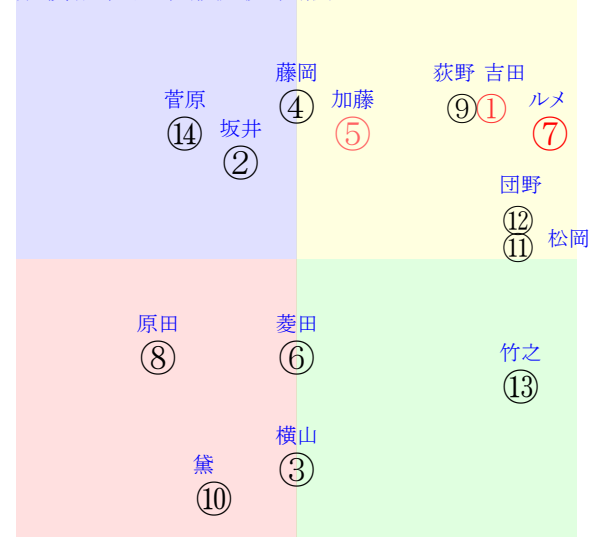 藤岡 荻野 吉田
菅原 ④ 加藤 ⑨① ルメ
⑭ 坂井 ⑤ ⑦
②
団野
⑫ 松岡
⑪
原田 菱田
⑧ ⑥ 竹之
⑬
横山
黛 ③
⑩